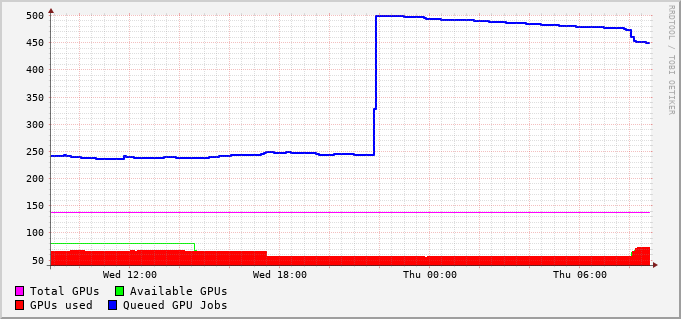 RRDTOOL / TOBI OETIKER
500
450
400
350
300
250
200
150
100
50
Wed 12:00 Wed 18:00 Thu 00:00 Thu 06:00
Total GPUs Available GPUs
GPUs used Queued GPU Jobs